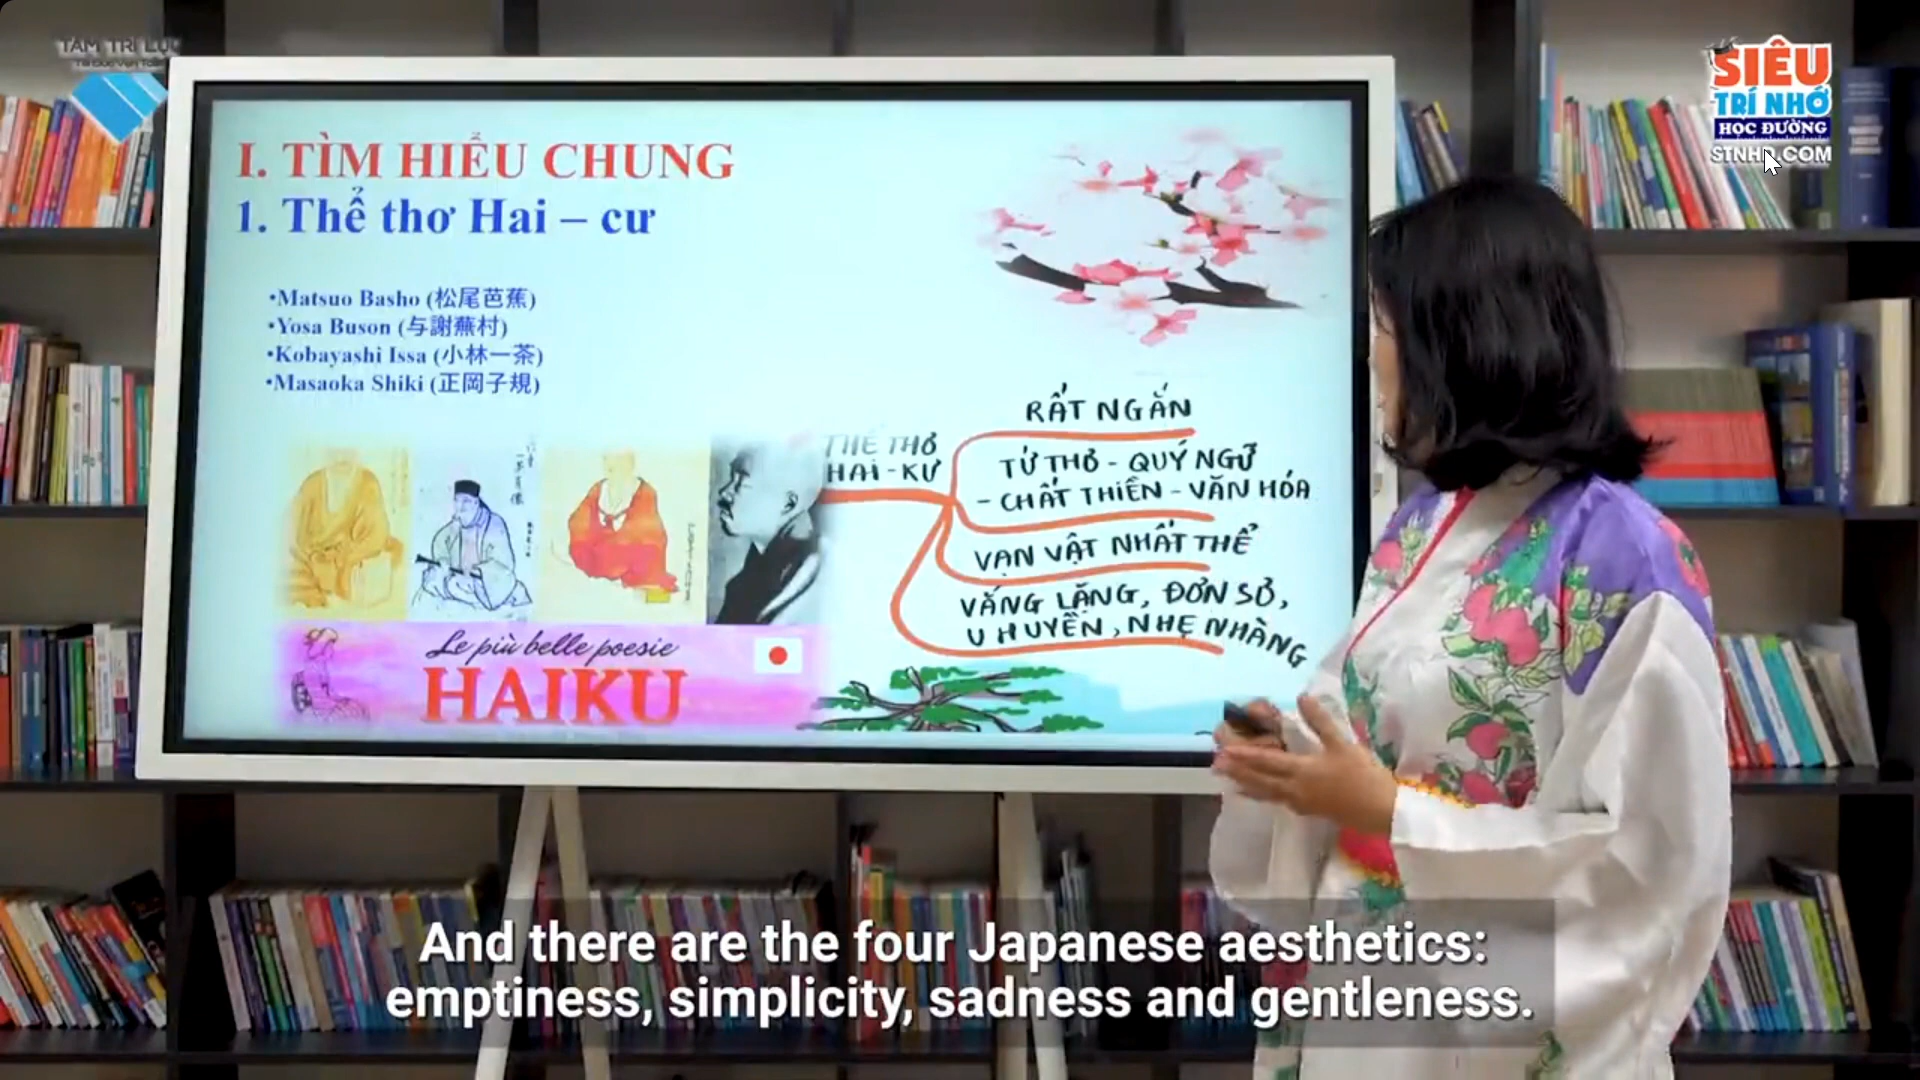 TÂM TRÍ LỰC
SIÊU
TRÍ NHỚ
HỌC ĐƯỜNG
STNHD.COM
I. TÌM HIỂU CHUNG
1. Thể thơ Hai – cư
•Matsuo Basho (松尾芭蕉)
•Yosa Buson (与謝蕪村)
•Kobayashi Issa (小林一茶)
•Masaoka Shiki (正岡子規)
THỂ THƠ
HAI-KƯ
RẤT NGẮN
TỨ THƠ - QUÝ NGỮ
- CHẤT THIỀN - VĂN HÓA
VẠN VẬT NHẤT THỂ
VẮNG LẶNG, ĐƠN SƠ,
U HUYỀN, NHẸ NHÀNG
Le più belle poesie
HAIKU
And there are the four Japanese aesthetics:
emptiness, simplicity, sadness and gentleness.